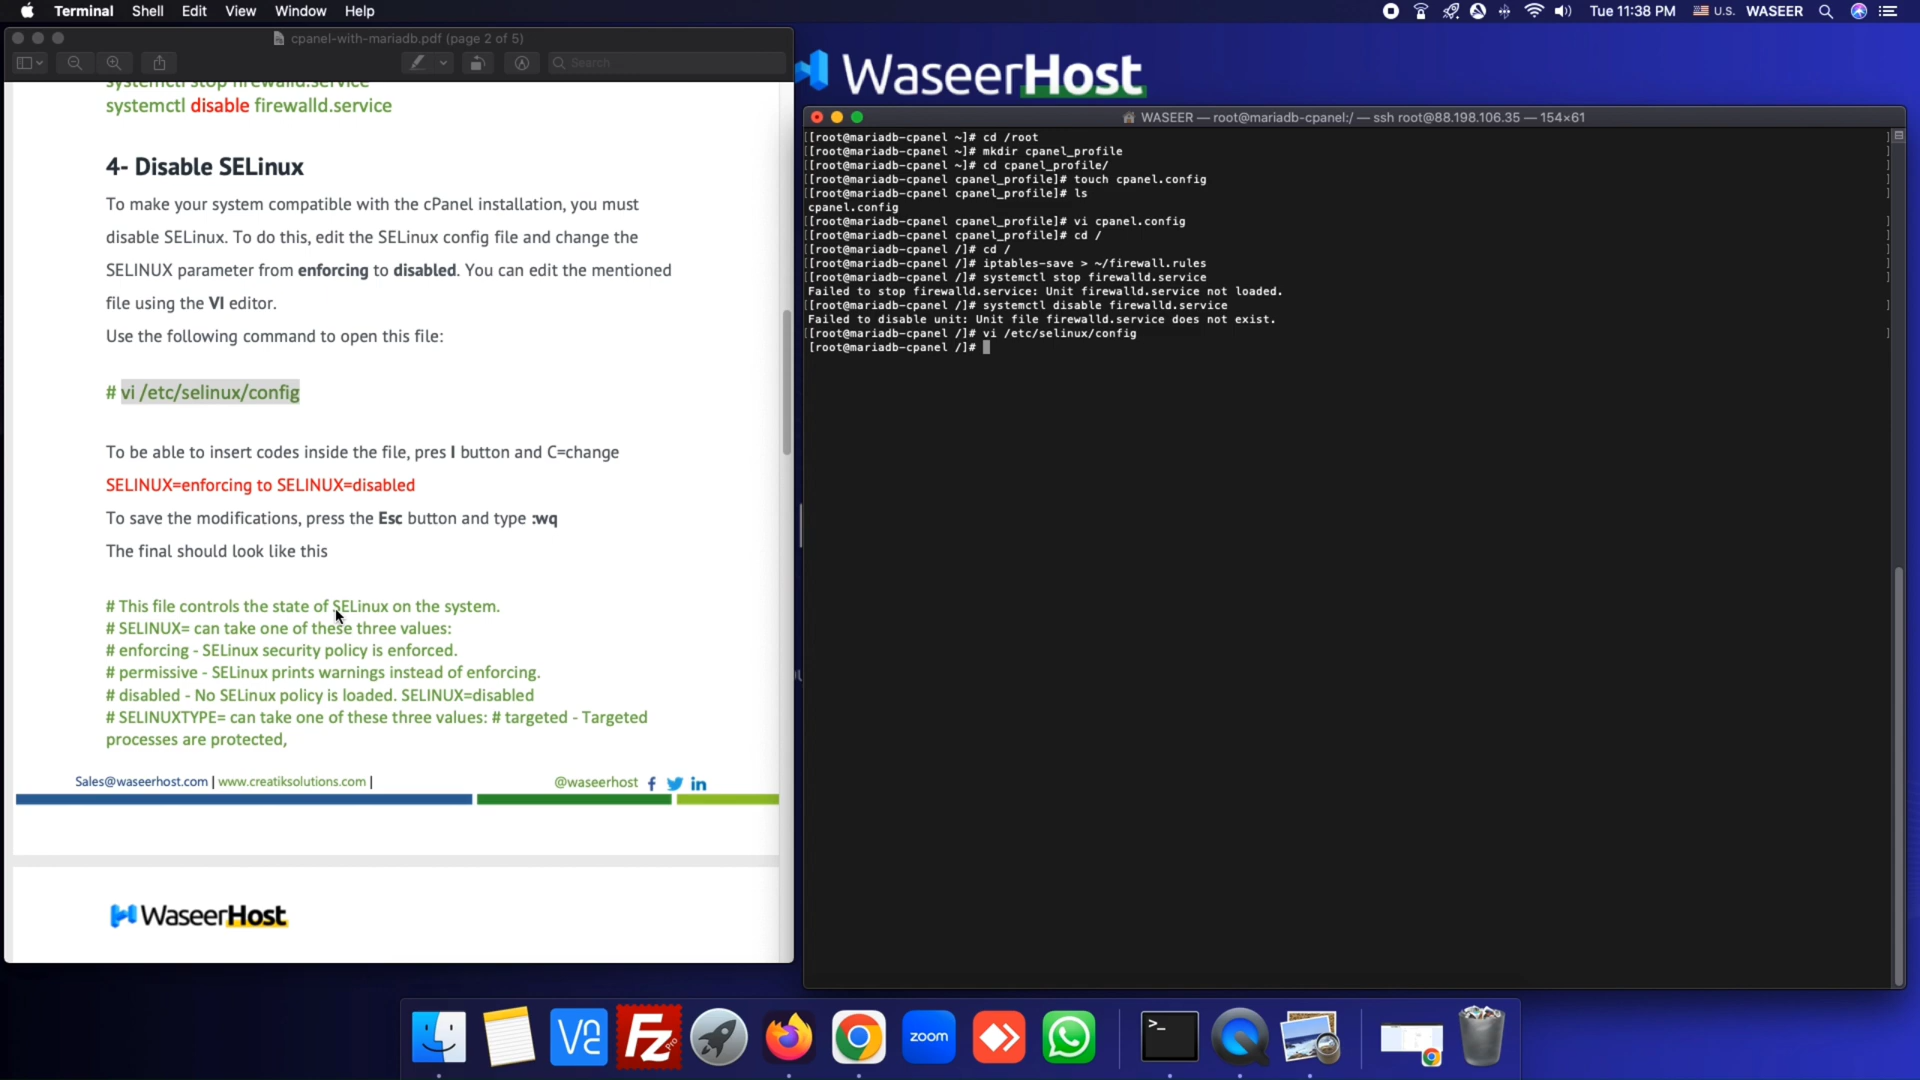 Terminal Shell Edit View Window Help
Tue 11:38 PM U.S. WASEER
cpanel-with-mariadb.pdf (page 2 of 5)
Search
systemctl stop firewalld.service
systemctl disable firewalld.service
4- Disable SELinux
To make your system compatible with the cPanel installation, you must
disable SELinux. To do this, edit the SELinux config file and change the
SELINUX parameter from enforcing to disabled. You can edit the mentioned
file using the VI editor.
Use the following command to open this file:
# vi /etc/selinux/config
To be able to insert codes inside the file, pres I button and C=change
SELINUX=enforcing to SELINUX=disabled
To save the modifications, press the Esc button and type :wq
The final should look like this
# This file controls the state of SELinux on the system.
# SELINUX= can take one of these three values:
# enforcing - SELinux security policy is enforced.
# permissive - SELinux prints warnings instead of enforcing.
# disabled - No SELinux policy is loaded. SELINUX=disabled
# SELINUXTYPE= can take one of these three values: # targeted - Targeted
processes are protected,
Sales@waseerhost.com | www.creatiksolutions.com |
@waseerhost
WaseerHost
WaseerHost
WASEER — root@mariadb-cpanel:/ — ssh root@88.198.106.35 — 154×61
[[root@mariadb-cpanel ~]# cd /root ]
[[root@mariadb-cpanel ~]# mkdir cpanel_profile ]
[[root@mariadb-cpanel ~]# cd cpanel_profile/ ]
[[root@mariadb-cpanel cpanel_profile]# touch cpanel.config ]
[[root@mariadb-cpanel cpanel_profile]# ls ]
cpanel.config
[[root@mariadb-cpanel cpanel_profile]# vi cpanel.config ]
[[root@mariadb-cpanel cpanel_profile]# cd / ]
[[root@mariadb-cpanel /]# cd / ]
[[root@mariadb-cpanel /]# iptables-save > ~/firewall.rules ]
[[root@mariadb-cpanel /]# systemctl stop firewalld.service ]
Failed to stop firewalld.service: Unit firewalld.service not loaded.
[[root@mariadb-cpanel /]# systemctl disable firewalld.service ]
Failed to disable unit: Unit file firewalld.service does not exist.
[[root@mariadb-cpanel /]# vi /etc/selinux/config ]
[root@mariadb-cpanel /]#
Pro
zoom